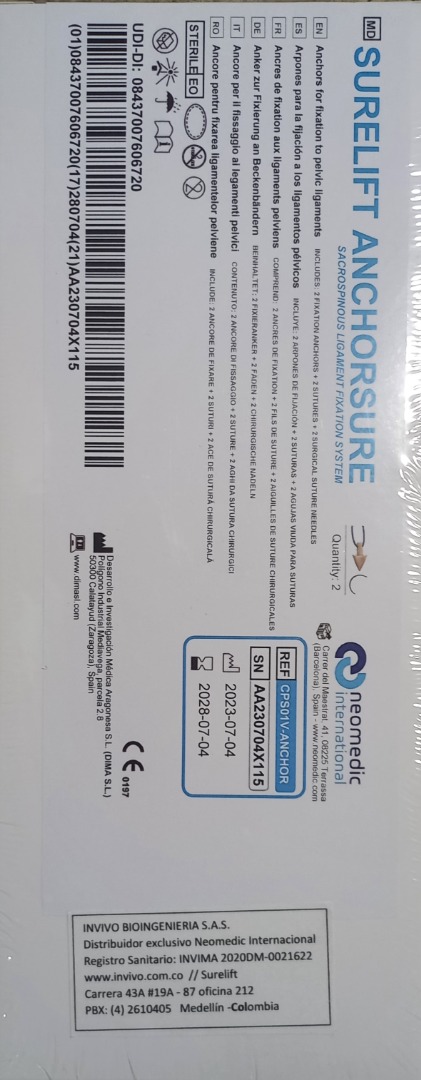 MD SURELIFT ANCHORSURE
SACROSPINOUS LIGAMENT FIXATION SYSTEM
EN Anchors for fixation to pelvic ligaments INCLUDES: 2 FIXATION ANCHORS + 2 SUTURES + 2 SURGICAL SUTURE NEEDLES
ES Arpones para la fijación a los ligamentos pélvicos INCLUYE: 2 ARPONES DE FIJACIÓN + 2 SUTURAS + 2 AGUJAS VIUDA PARA SUTURAS
FR Ancres de fixation aux ligaments pelviens COMPREND: 2 ANCRES DE FIXATION + 2 FILS DE SUTURE + 2 AIGUILLES DE SUTURE CHIRURGICALES
DE Anker zur Fixierung an Beckenbändern BEINHALTET: 2 FIXIERANKER + 2 FÄDEN + 2 CHIRURGISCHE NADELN
IT Ancore per il fissaggio ai legamenti pelvici CONTENUTO: 2 ANCORE DI FISSAGGIO + 2 SUTURE + 2 AGHI DA SUTURA CHIRURGICI
RO Ancore pentru fixarea ligamentelor pelviene INCLUDE: 2 ANCORE DE FIXARE + 2 SUTURI + 2 ACE DE SUTURĂ CHIRURGICALĂ
STERILE EO
UDI-DI: 08437007606720
(01)08437007606720(17)280704(21)AA230704X115
Quantity: 2
neomedic
international
Carrer del Maestrat, 41, 08225 Terrassa
(Barcelona), Spain - www.neomedic.com
REF CPS01V-ANCHOR
SN AA230704X115
2023-07-04
2028-07-04
CE 0197
Desarrollo e Investigación Médica Aragonesa S.L. (DIMA S.L.)
Polígono Industrial Mediavega, parcela 2.8
50300 Calatayud (Zaragoza), Spain
www.dimasl.com
INVIVO BIOINGENIERIA S.A.S.
Distribuidor exclusivo Neomedic Internacional
Registro Sanitario: INVIMA 2020DM-0021622
www.invivo.com.co // Surelift
Carrera 43A #19A - 87 oficina 212
PBX: (4) 2610405 Medellín -Colombia